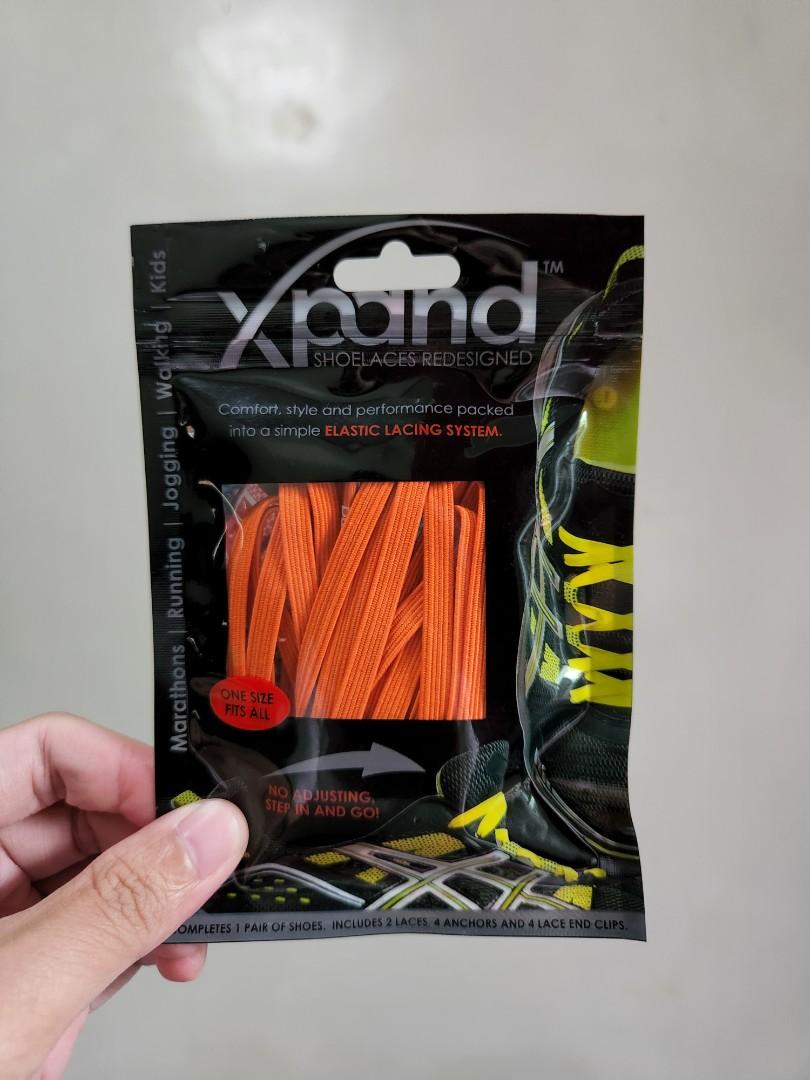 xpand™
SHOELACES REDESIGNED
Comfort, style and performance packed
into a simple ELASTIC LACING SYSTEM.
Marathons | Running | Jogging | Walking | Kids
ONE SIZE
FITS ALL
NO ADJUSTING,
STEP IN AND GO!
OMPLETES 1 PAIR OF SHOES. INCLUDES 2 LACES, 4 ANCHORS AND 4 LACE END CLIPS.